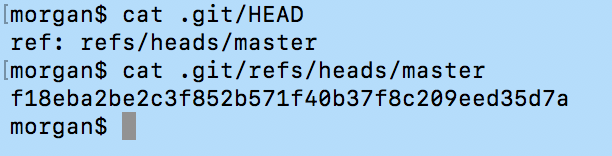 [morgan$ cat .git/HEAD
ref: refs/heads/master
[morgan$ cat .git/refs/heads/master
f18eba2be2c3f852b571f40b37f8c209eed35d7a
morgan$